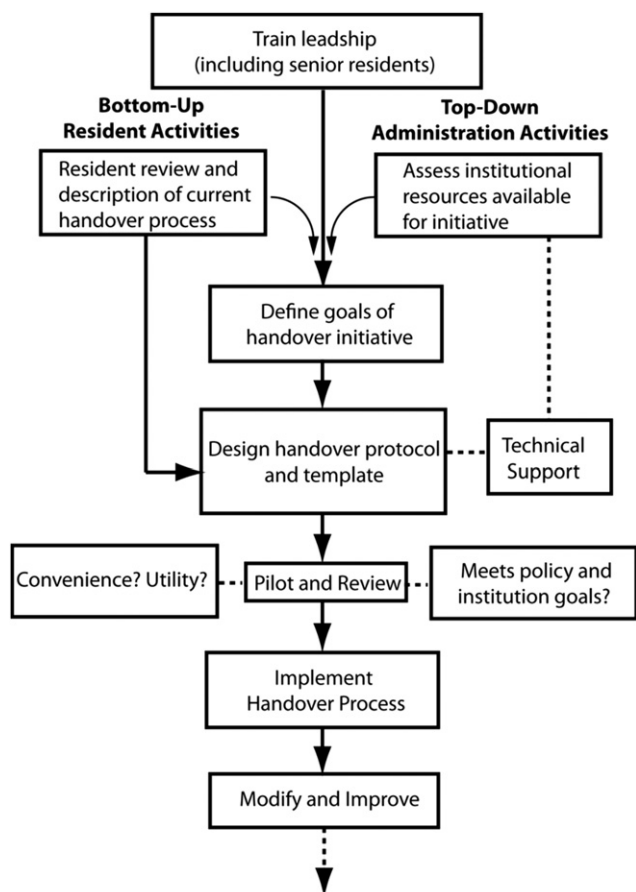 Train leadship
(including senior residents)
Bottom-Up
Resident Activities
Top-Down
Administration Activities
Resident review and
description of current
handover process
Assess institutional
resources available
for initiative
Define goals of
handover initiative
Design handover protocol
and template
Technical
Support
Convenience? Utility?
Pilot and Review
Meets policy and
institution goals?
Implement
Handover Process
Modify and Improve